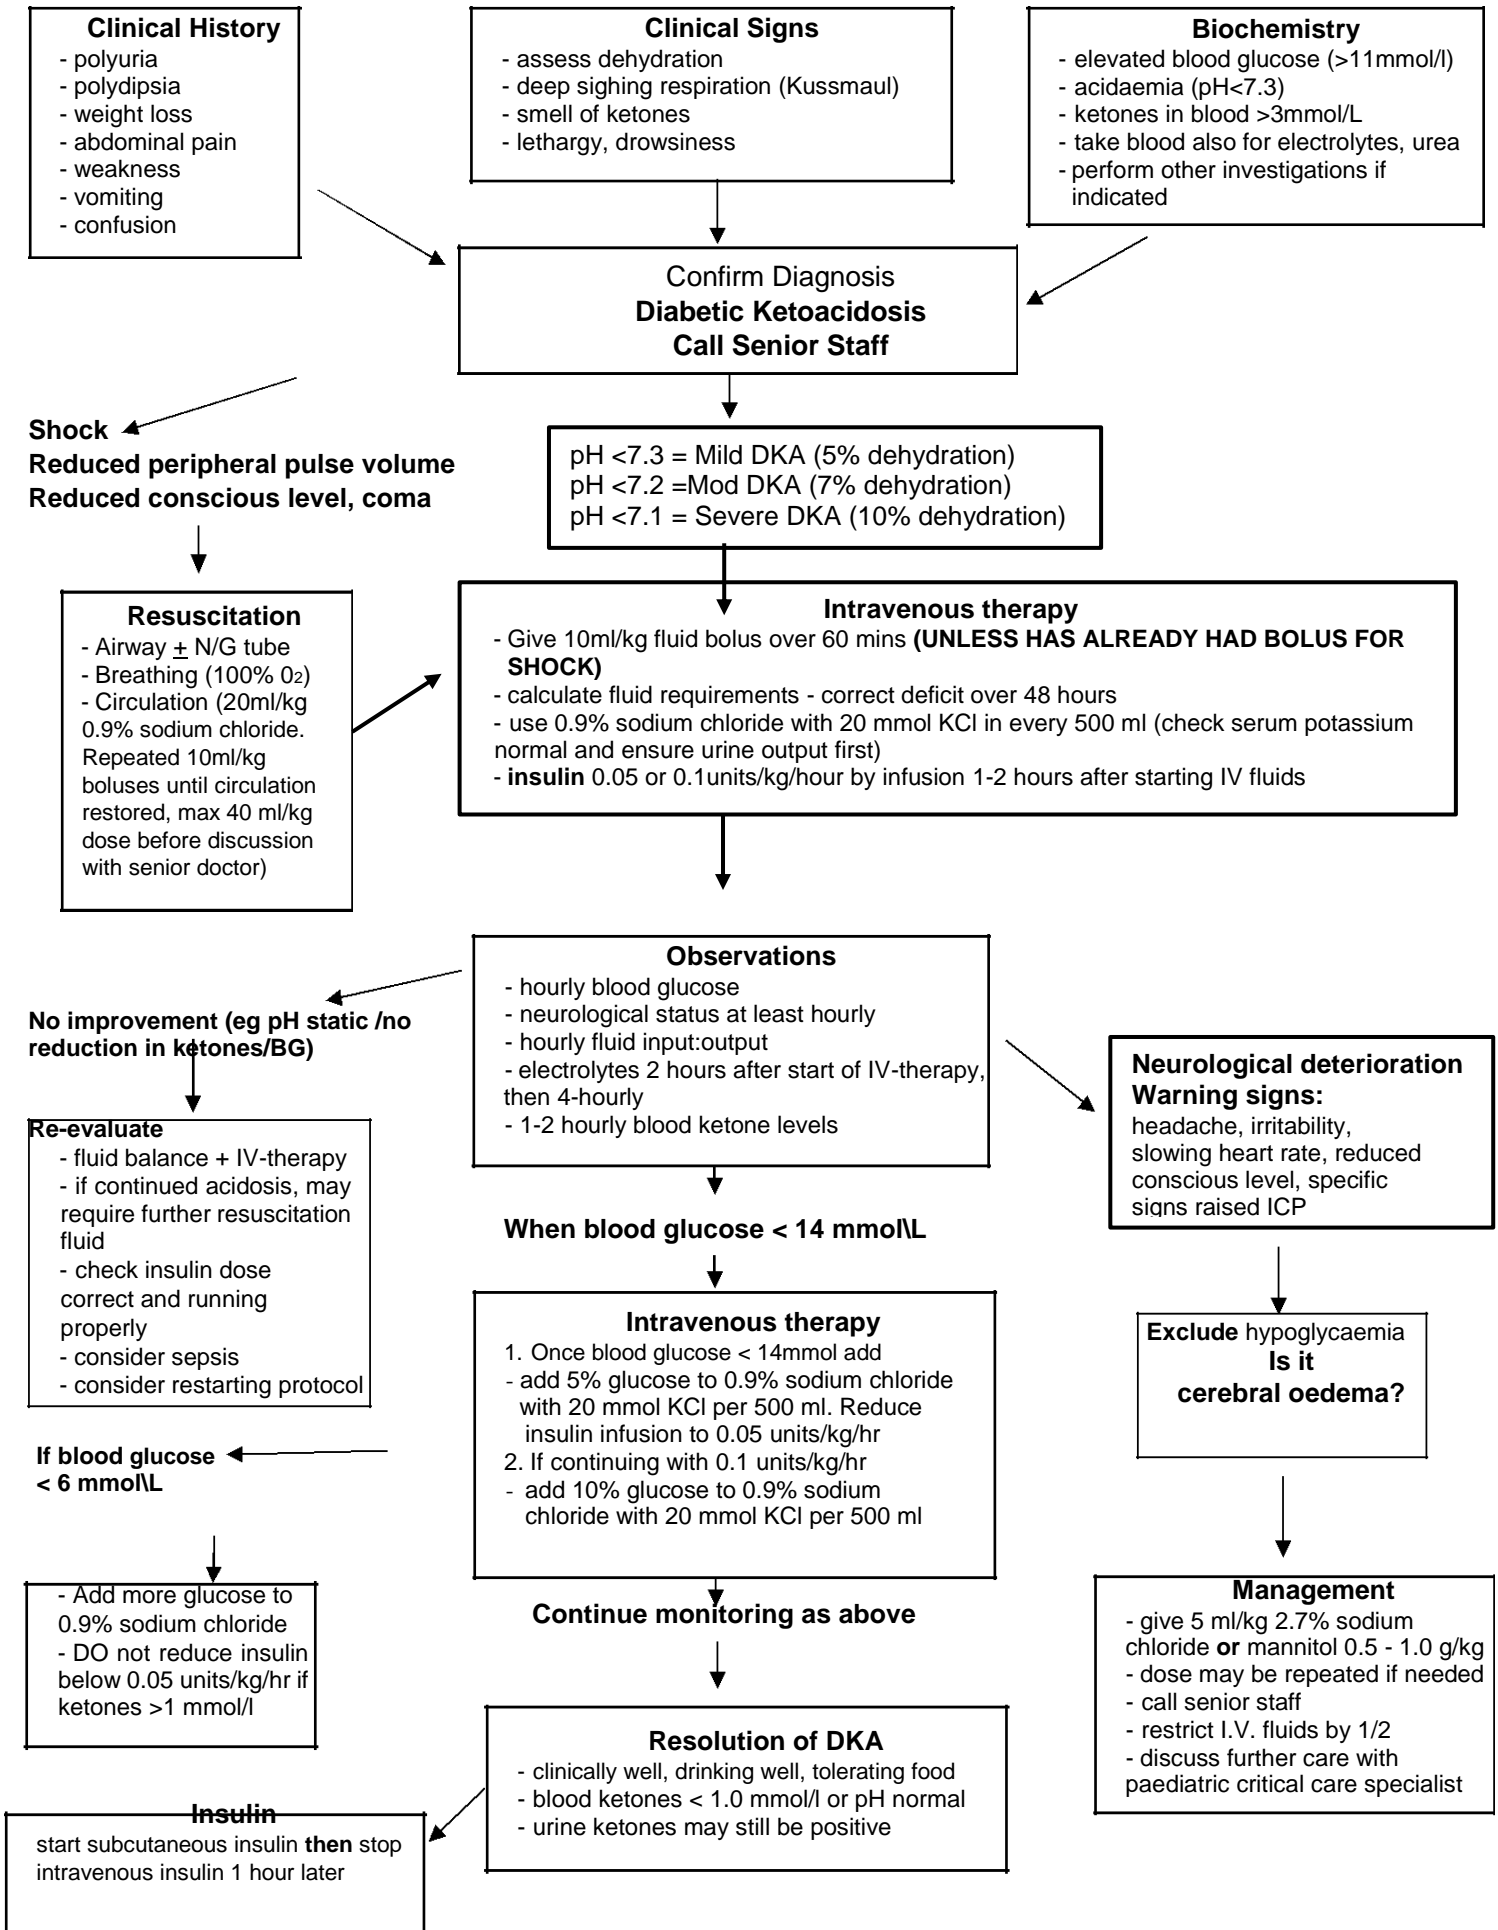 Clinical History
- polyuria
- polydipsia
- weight loss
- abdominal pain
- weakness
- vomiting
- confusion
Clinical Signs
- assess dehydration
- deep sighing respiration (Kussmaul)
- smell of ketones
- lethargy, drowsiness
Biochemistry
- elevated blood glucose (>11mmol/l)
- acidaemia (pH<7.3)
- ketones in blood >3mmol/L
- take blood also for electrolytes, urea
- perform other investigations if
indicated
Confirm Diagnosis
Diabetic Ketoacidosis
Call Senior Staff
Shock
Reduced peripheral pulse volume
Reduced conscious level, coma
pH <7.3 = Mild DKA (5% dehydration)
pH <7.2 =Mod DKA (7% dehydration)
pH <7.1 = Severe DKA (10% dehydration)
Resuscitation
- Airway + N/G tube
- Breathing (100% 02)
- Circulation (20ml/kg
0.9% sodium chloride.
Repeated 10ml/kg
boluses until circulation
restored, max 40 ml/kg
dose before discussion
with senior doctor)
Intravenous therapy
- Give 10ml/kg fluid bolus over 60 mins (UNLESS HAS ALREADY HAD BOLUS FOR
SHOCK)
- calculate fluid requirements - correct deficit over 48 hours
- use 0.9% sodium chloride with 20 mmol KCl in every 500 ml (check serum potassium
normal and ensure urine output first)
- insulin 0.05 or 0.1units/kg/hour by infusion 1-2 hours after starting IV fluids
Observations
- hourly blood glucose
- neurological status at least hourly
- hourly fluid input:output
- electrolytes 2 hours after start of IV-therapy,
then 4-hourly
- 1-2 hourly blood ketone levels
No improvement (eg pH static /no
reduction in ketones/BG)
Re-evaluate
- fluid balance + IV-therapy
- if continued acidosis, may
require further resuscitation
fluid
- check insulin dose
correct and running
properly
- consider sepsis
- consider restarting protocol
Neurological deterioration
Warning signs:
headache, irritability,
slowing heart rate, reduced
conscious level, specific
signs raised ICP
When blood glucose < 14 mmol\L
Intravenous therapy
1. Once blood glucose < 14mmol add
- add 5% glucose to 0.9% sodium chloride
with 20 mmol KCl per 500 ml. Reduce
insulin infusion to 0.05 units/kg/hr
2. If continuing with 0.1 units/kg/hr
- add 10% glucose to 0.9% sodium
chloride with 20 mmol KCl per 500 ml
Exclude hypoglycaemia
Is it
cerebral oedema?
If blood glucose
< 6 mmol\L
- Add more glucose to
0.9% sodium chloride
- DO not reduce insulin
below 0.05 units/kg/hr if
ketones >1 mmol/l
Continue monitoring as above
Management
- give 5 ml/kg 2.7% sodium
chloride or mannitol 0.5 - 1.0 g/kg
- dose may be repeated if needed
- call senior staff
- restrict I.V. fluids by 1/2
- discuss further care with
paediatric critical care specialist
Resolution of DKA
- clinically well, drinking well, tolerating food
- blood ketones < 1.0 mmol/l or pH normal
- urine ketones may still be positive
Insulin
start subcutaneous insulin then stop
intravenous insulin 1 hour later